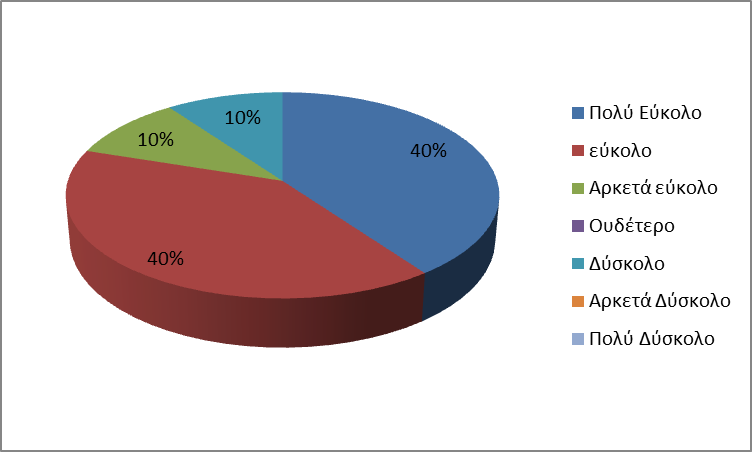 10%
10%
40%
40%
Πολύ Εύκολο
εύκολο
Αρκετά εύκολο
Ουδέτερο
Δύσκολο
Αρκετά Δύσκολο
Πολύ Δύσκολο